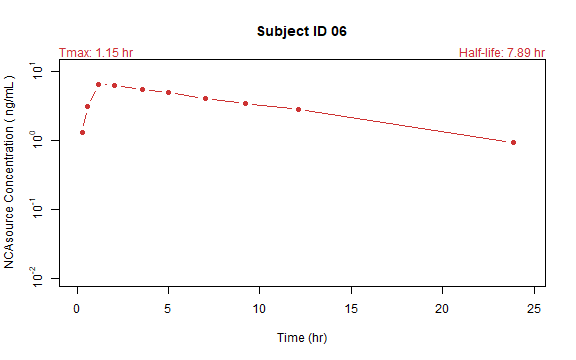 Subject ID 06
Tmax: 1.15 hr
Half-life: 7.89 hr
NCAsource Concentration ( ng/mL )
10^1
10^0
10^-1
10^-2
0 5 10 15 20 25
Time (hr)